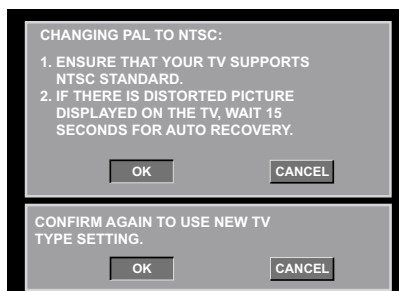 CHANGING PAL TO NTSC:
1. ENSURE THAT YOUR TV SUPPORTS
NTSC STANDARD.
2. IF THERE IS DISTORTED PICTURE
DISPLAYED ON THE TV, WAIT 15
SECONDS FOR AUTO RECOVERY.
OK CANCEL
CONFIRM AGAIN TO USE NEW TV
TYPE SETTING.
OK CANCEL